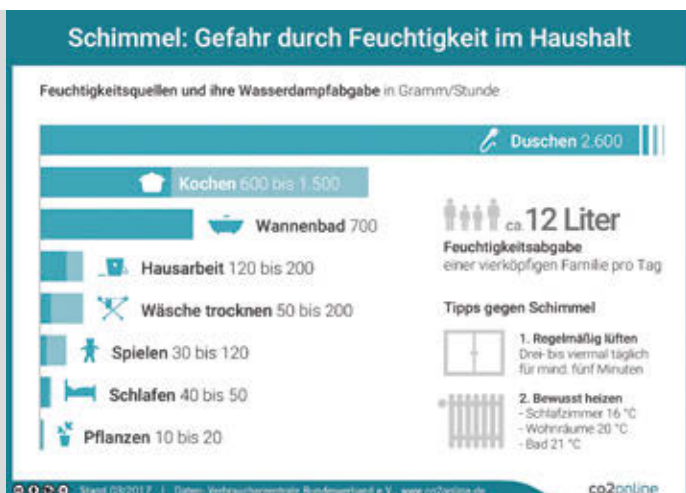 Schimmel: Gefahr durch Feuchtigkeit im Haushalt
Feuchtigkeitsquellen und ihre Wasserdampfabgabe in Gramm/Stunde
Duschen 2.600
Kochen 600 bis 1.500
Wannenbad 700
Hausarbeit 120 bis 200
Wäsche trocknen 50 bis 200
Spielen 30 bis 120
Schlafen 40 bis 50
Pflanzen 10 bis 20
ca. 12 Liter
Feuchtigkeitsabgabe
einer vierköpfigen Familie pro Tag
Tipps gegen Schimmel
1. Regelmäßig lüften
Drei- bis viermal täglich
für mind. fünf Minuten
2. Bewusst heizen
- Schlafzimmer 16 °C
- Wohnräume 20 °C
- Bad 21 °C
Stand 03/2017 | Daten: Verbraucherzentrale Bundesverband e.V. www.co2online.de
co2online